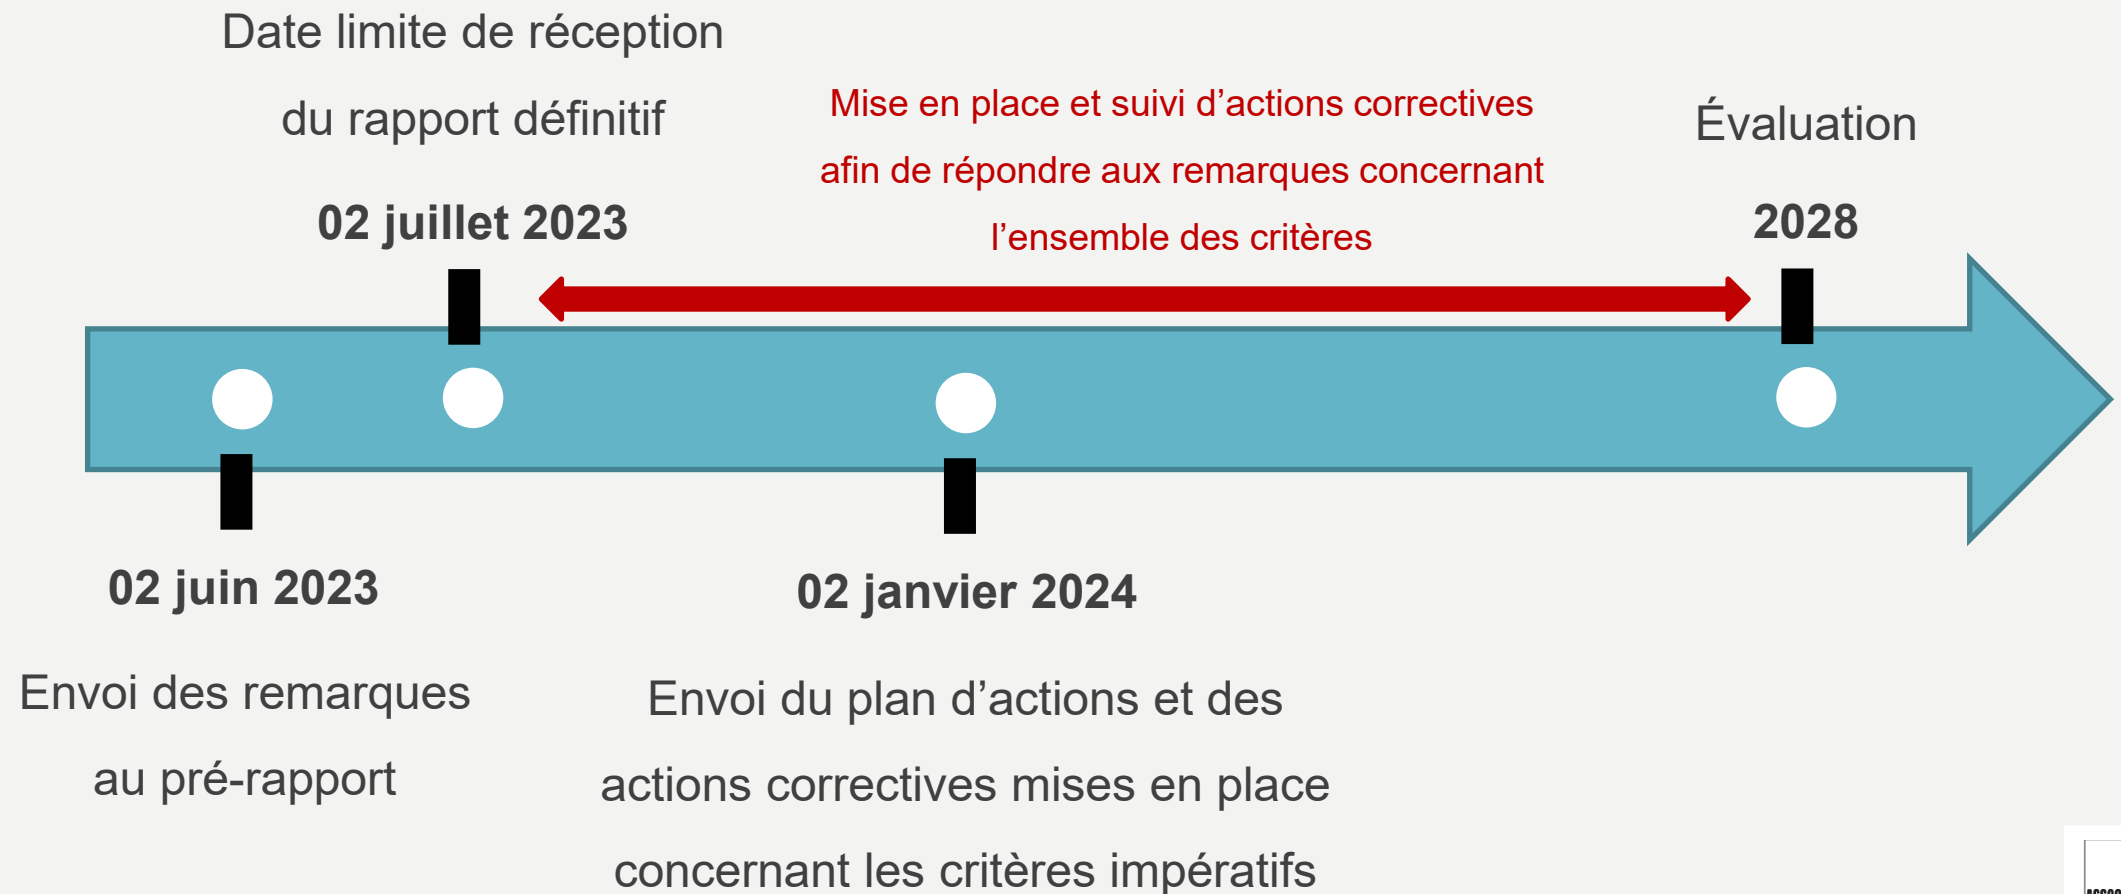 Date limite de réception
du rapport définitif
02 juillet 2023
Mise en place et suivi d’actions correctives
afin de répondre aux remarques concernant
l’ensemble des critères
Évaluation
2028
02 juin 2023
Envoi des remarques
au pré-rapport
02 janvier 2024
Envoi du plan d’actions et des
actions correctives mises en place
concernant les critères impératifs